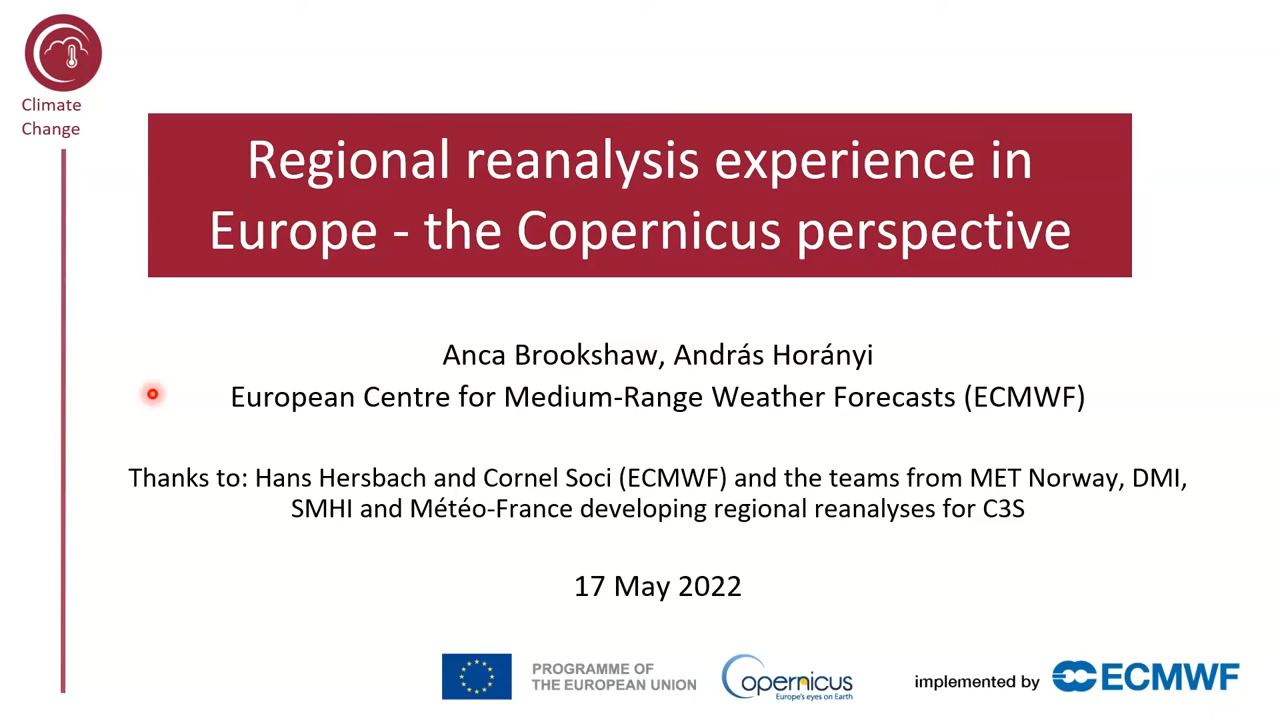 Climate
Change
Regional reanalysis experience in
Europe - the Copernicus perspective
Anca Brookshaw, András Horányi
European Centre for Medium-Range Weather Forecasts (ECMWF)
Thanks to: Hans Hersbach and Cornel Soci (ECMWF) and the teams from MET Norway, DMI,
SMHI and Météo-France developing regional reanalyses for C3S
17 May 2022
PROGRAMME OF
THE EUROPEAN UNION
opernicus
Europe's eyes on Earth
implemented by
ECMWF